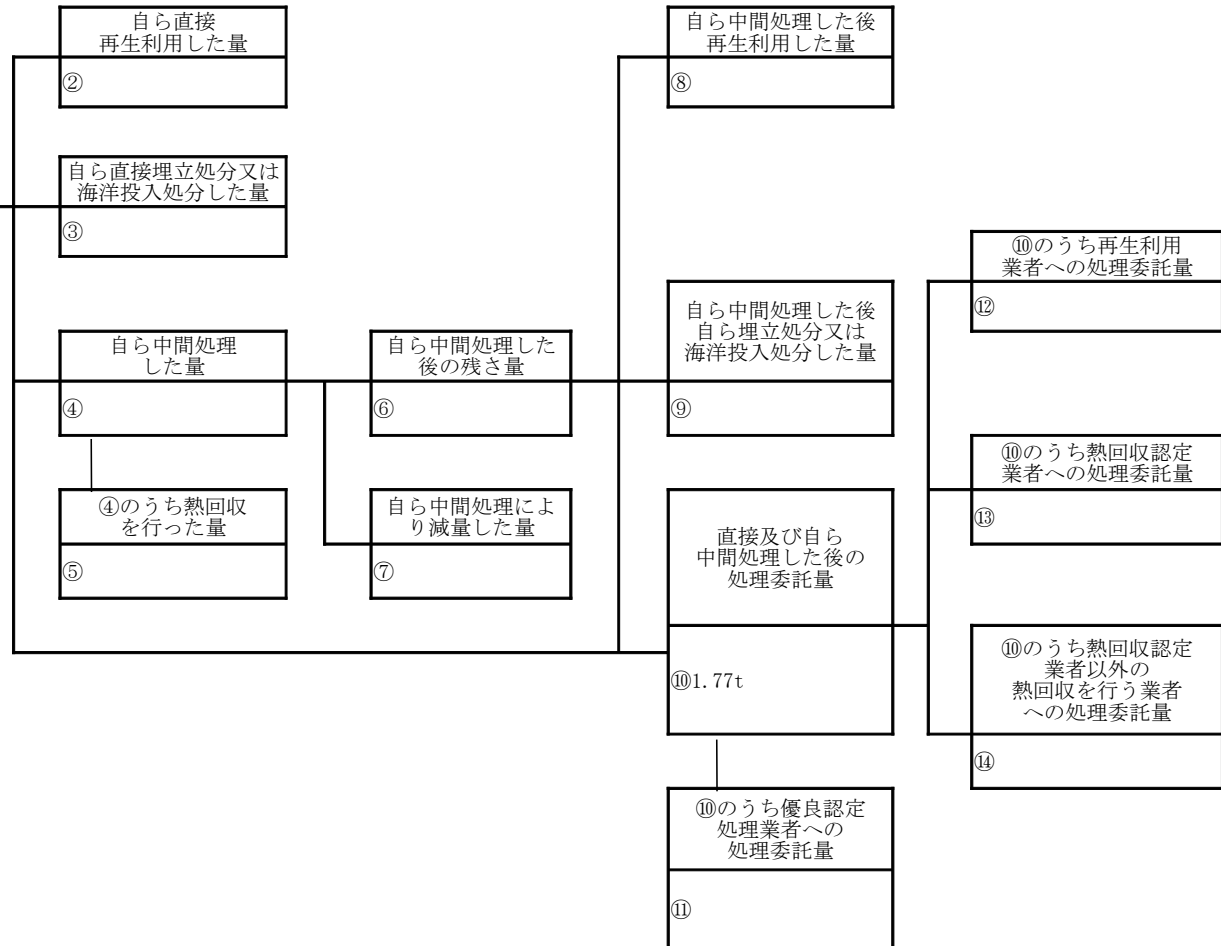 自ら直接
再生利用した量
②
自ら直接埋立処分又は
海洋投入処分した量
③
自ら中間処理
した量
④
④のうち熱回収
を行った量
⑤
自ら中間処理した
後の残さ量
⑥
自ら中間処理によ
り減量した量
⑦
自ら中間処理した後
再生利用した量
⑧
自ら中間処理した後
自ら埋立処分又は
海洋投入処分した量
⑨
直接及び自ら
中間処理した後の
処理委託量
⑩1.77t
⑩のうち優良認定
処理業者への
処理委託量
⑪
⑩のうち再生利用
業者への処理委託量
⑫
⑩のうち熱回収認定
業者への処理委託量
⑬
⑩のうち熱回収認定
業者以外の
熱回収を行う業者
への処理委託量
⑭